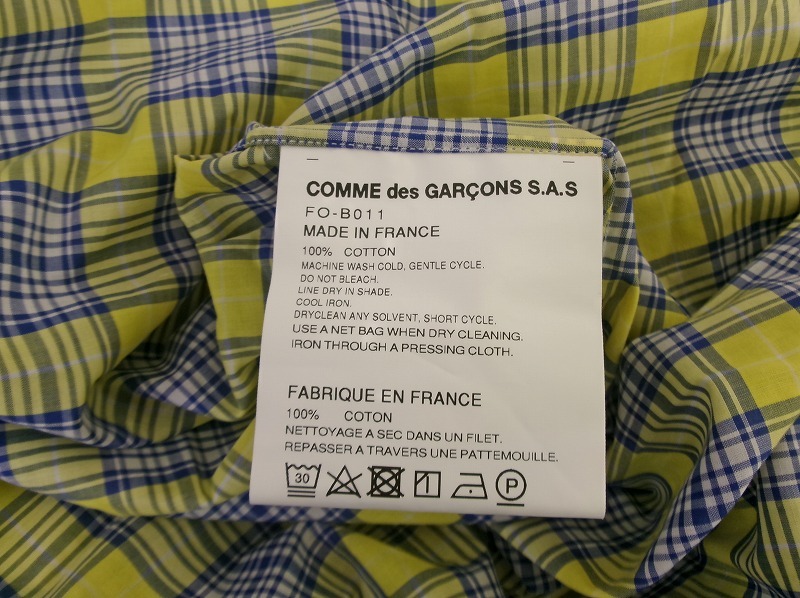 COMME des GARÇONS S.A.S
FO-B011
MADE IN FRANCE
100% COTTON
MACHINE WASH COLD, GENTLE CYCLE.
DO NOT BLEACH.
LINE DRY IN SHADE.
COOL IRON.
DRYCLEAN ANY SOLVENT, SHORT CYCLE.
USE A NET BAG WHEN DRY CLEANING.
IRON THROUGH A PRESSING CLOTH.
FABRIQUE EN FRANCE
100% COTON
NETTOYAGE A SEC DANS UN FILET.
REPASSER A TRAVERS UNE PATTEMOUILLE.
30 P